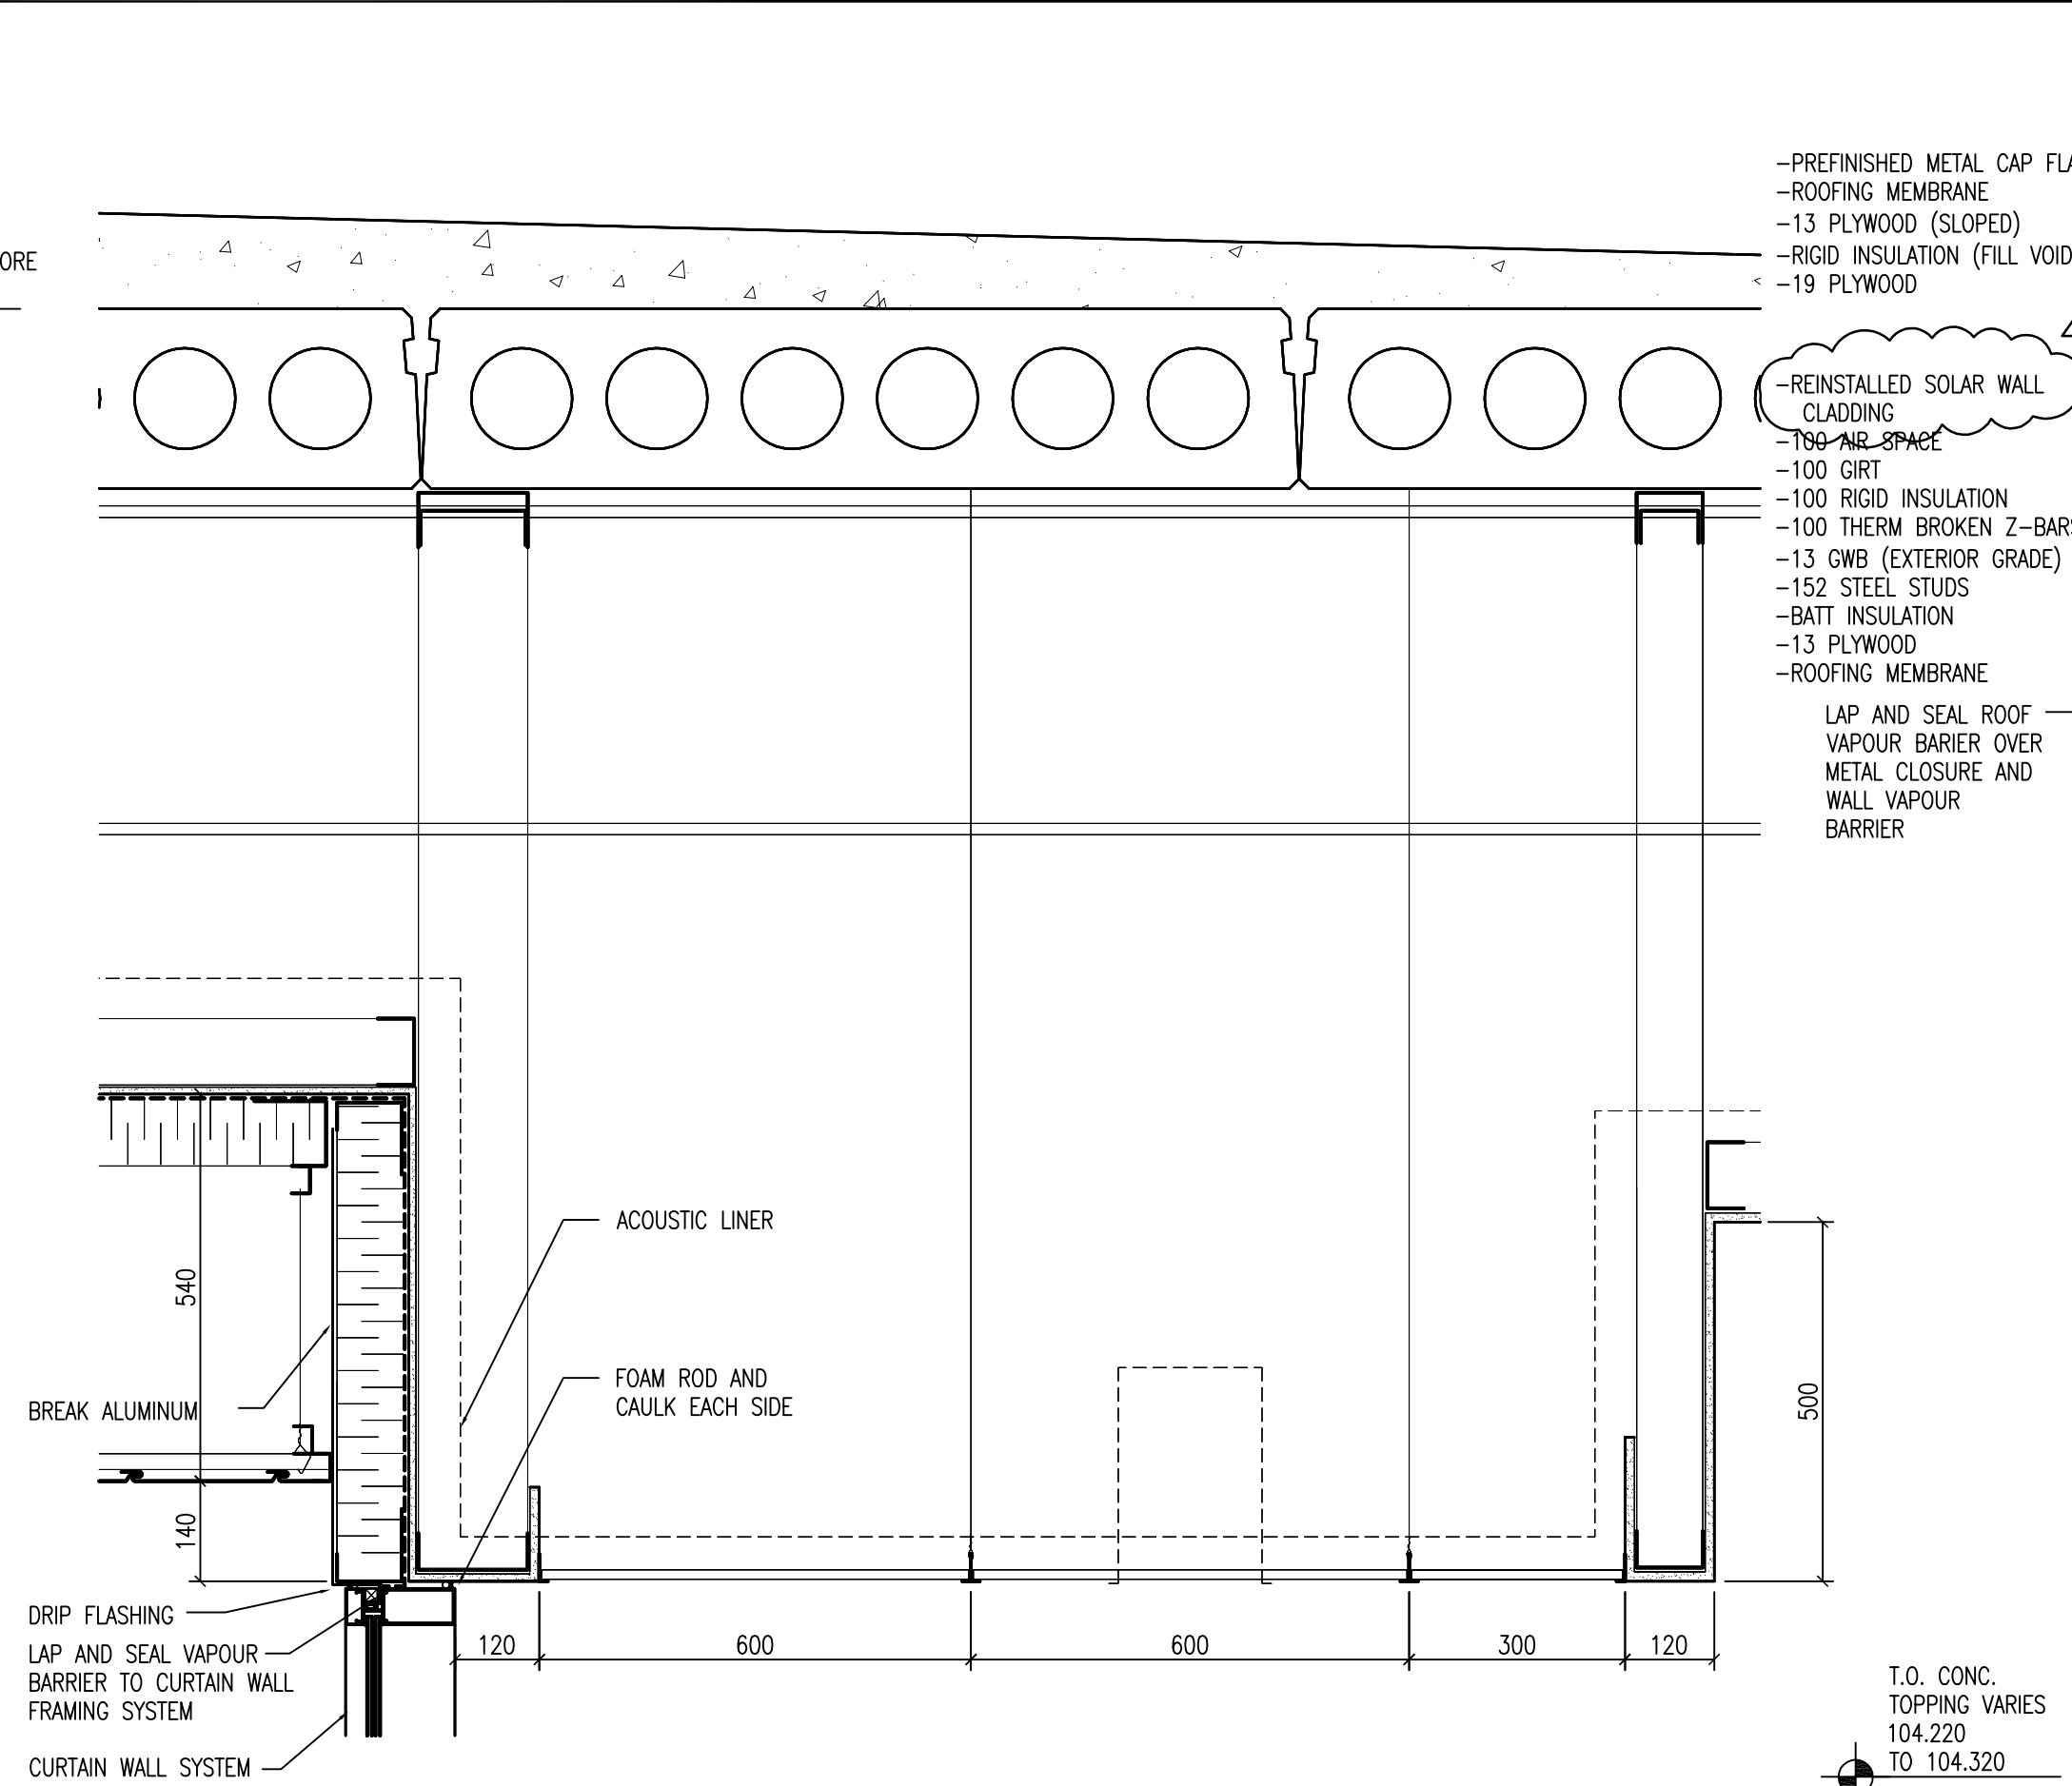 ORE
-PREFINISHED METAL CAP FLA
-ROOFING MEMBRANE
-13 PLYWOOD (SLOPED)
-RIGID INSULATION (FILL VOID
-19 PLYWOOD
-REINSTALLED SOLAR WALL
CLADDING
-100 AIR SPACE
-100 GIRT
-100 RIGID INSULATION
-100 THERM BROKEN Z-BARS
-13 GWB (EXTERIOR GRADE)
-152 STEEL STUDS
-BATT INSULATION
-13 PLYWOOD
-ROOFING MEMBRANE
LAP AND SEAL ROOF
VAPOUR BARIER OVER
METAL CLOSURE AND
WALL VAPOUR
BARRIER
ACOUSTIC LINER
540
FOAM ROD AND
CAULK EACH SIDE
BREAK ALUMINUM
500
140
DRIP FLASHING
LAP AND SEAL VAPOUR
BARRIER TO CURTAIN WALL
FRAMING SYSTEM
CURTAIN WALL SYSTEM
120 600 600 300 120
T.O. CONC.
TOPPING VARIES
104.220
TO 104.320